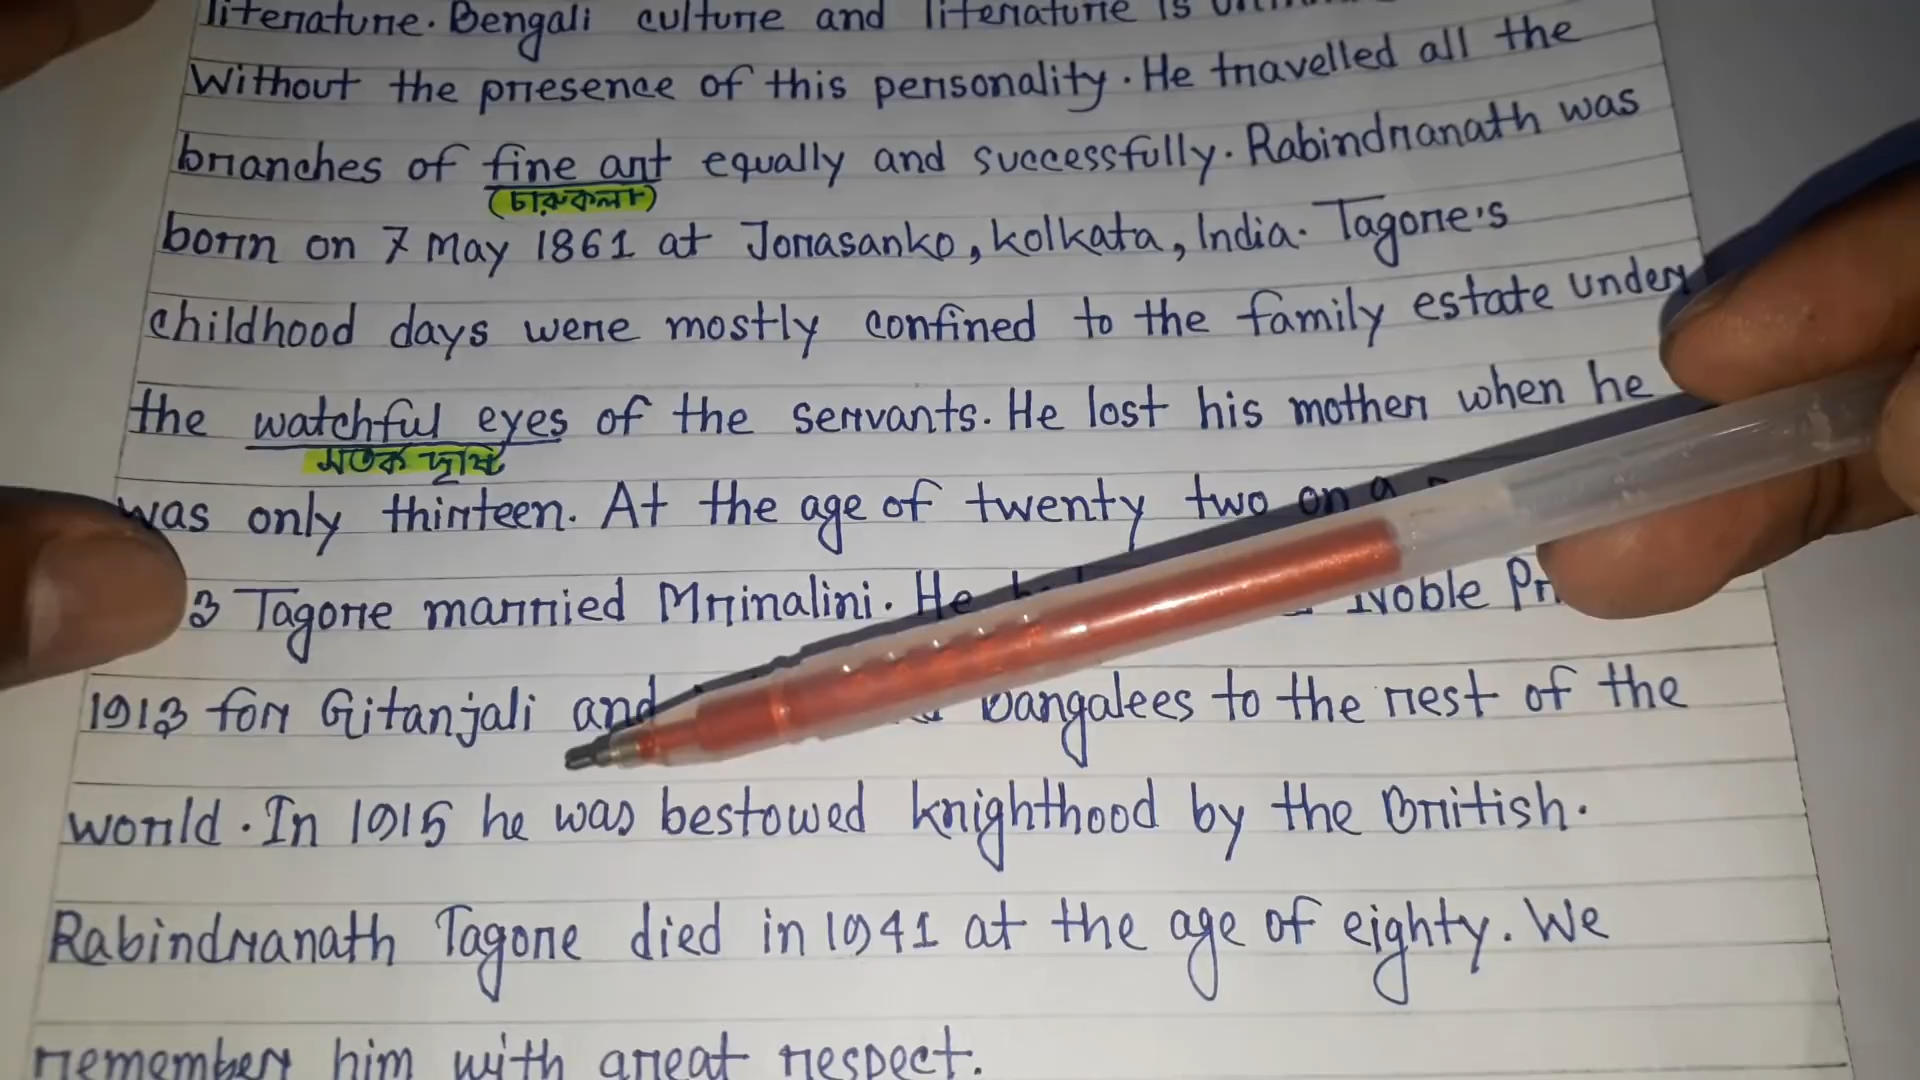 literature. Bengali culture and literature is
Without the presence of this personality. He travelled all the
branches of fine art equally and successfully. Rabindranath was
(চারুকলা)
born on 7 May 1861 at Jorasanko, Kolkata, India. Tagore's
childhood days were mostly confined to the family estate under
the watchful eyes of the servants. He lost his mother when he
সতর্ক দৃষ্টি
was only thirteen. At the age of twenty two on a
3 Tagore married Mrinalini. He Noble
1913 for Gitanjali and Bangalees to the rest of the
world. In 1915 he was bestowed knighthood by the British.
Rabindranath Tagore died in 1941 at the age of eighty. We
remember him with great respect.